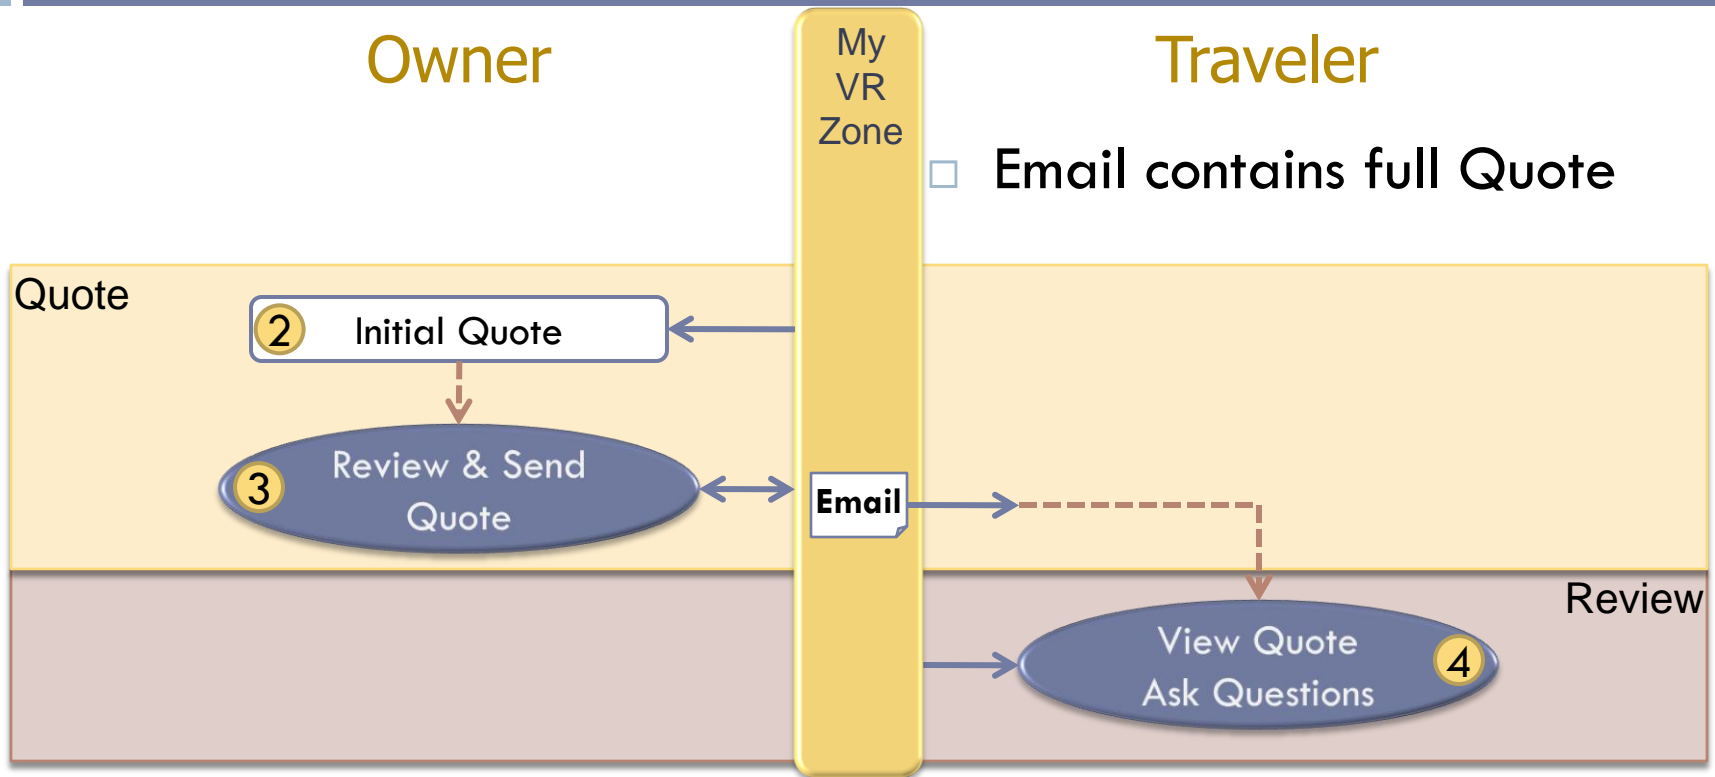 Owner
My
VR
Zone
Traveler
Email contains full Quote
Quote
2 Initial Quote
3 Review & Send
Quote
Email
Review
View Quote
4
Ask Questions